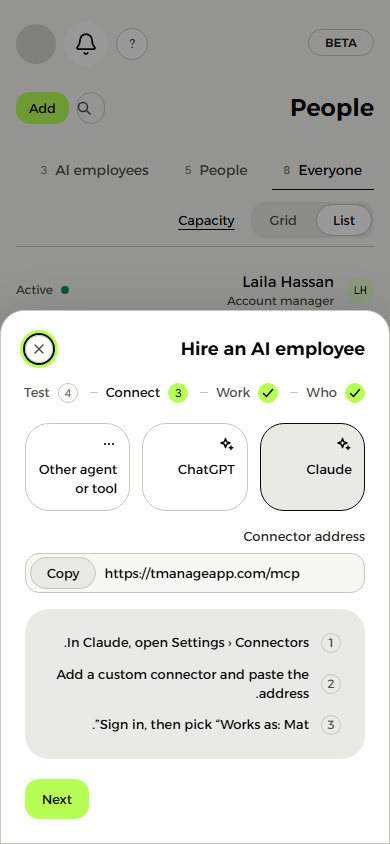 BETA
?
People
Add
Everyone 8
People 5
AI employees 3
List
Grid
Capacity
LH
Laila Hassan
Account manager
Active
Hire an AI employee
Who
Work
3 Connect
4 Test
Claude
ChatGPT
Other agent
or tool
Connector address
https://tmanageapp.com/mcp
Copy
1
.In Claude, open Settings › Connectors
2
Add a custom connector and paste the
.address
3
.”Sign in, then pick “Works as: Mat
Next